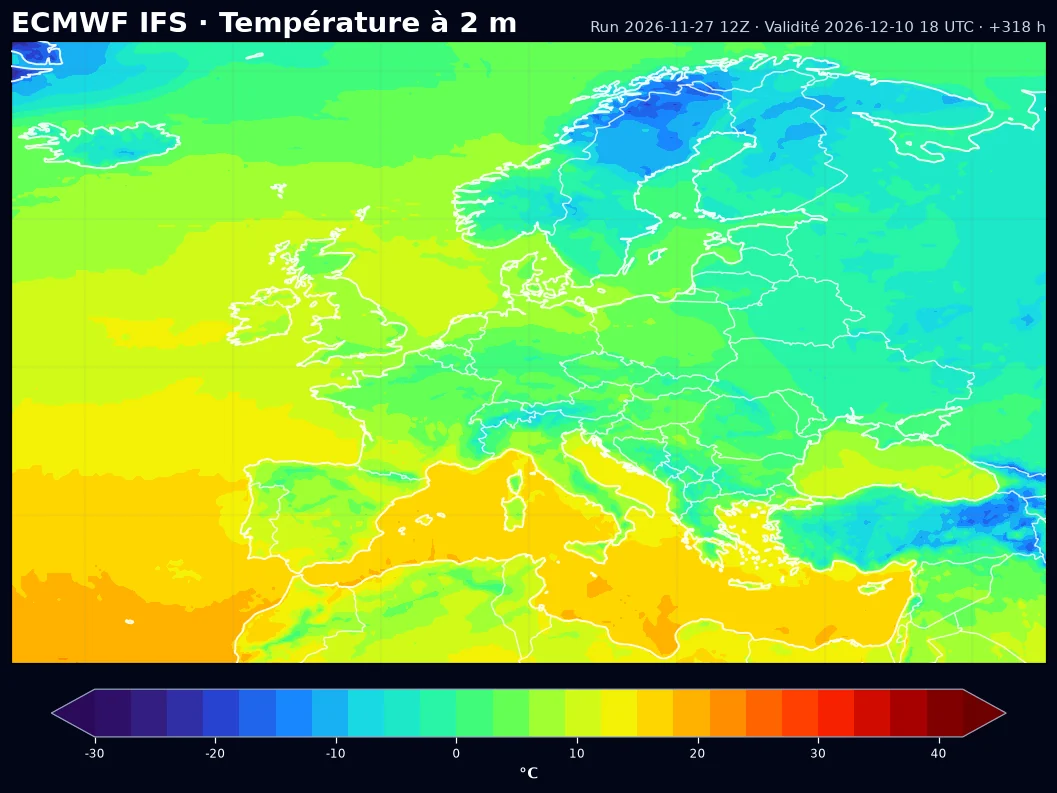 ECMWF IFS · Température à 2 m
Run 2026-11-27 12Z · Validité 2026-12-10 18 UTC · +318 h
-30 -20 -10 0 10 20 30 40
°C